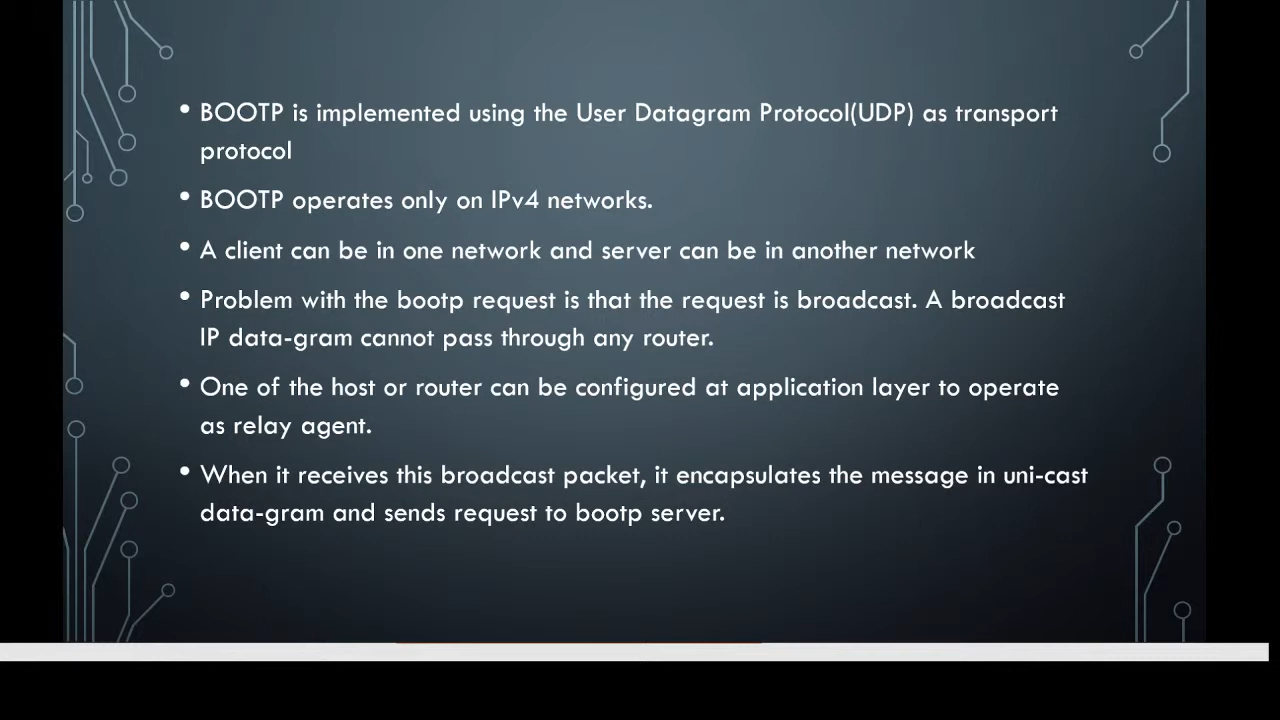 • BOOTP is implemented using the User Datagram Protocol(UDP) as transport
protocol
• BOOTP operates only on IPv4 networks.
• A client can be in one network and server can be in another network
• Problem with the bootp request is that the request is broadcast. A broadcast
IP data-gram cannot pass through any router.
• One of the host or router can be configured at application layer to operate
as relay agent.
• When it receives this broadcast packet, it encapsulates the message in uni-cast
data-gram and sends request to bootp server.